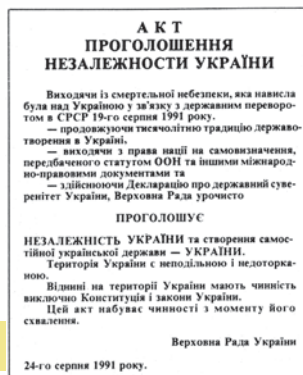 АКТ
ПРОГОЛОШЕННЯ
НЕЗАЛЕЖНОСТИ УКРАЇНИ
Виходячи із смертельної небезпеки, яка нависла
була над Україною у зв'язку з державним переворо-
том в СРСР 19-го серпня 1991 року.
— продовжуючи тисячолітню традицію державо-
творення в Україні.
— виходячи з права нації на самовизначення,
передбаченого статутом ООН та іншими міжнарод-
но-правовими документами та
— здійснюючи Декларацію про державний суве-
ренітет України, Верховна Рада урочисто
ПРОГОЛОШУЄ
НЕЗАЛЕЖНІСТЬ УКРАЇНИ та створення самос-
тійної української держави — УКРАЇНИ.
Територія України є неподільною і недоторка-
ною.
Віднині на території України мають чинність
виключно Конституція і закони України.
Цей акт набуває чинності з моменту його
схвалення.
Верховна Рада України
24-го серпня 1991 року.